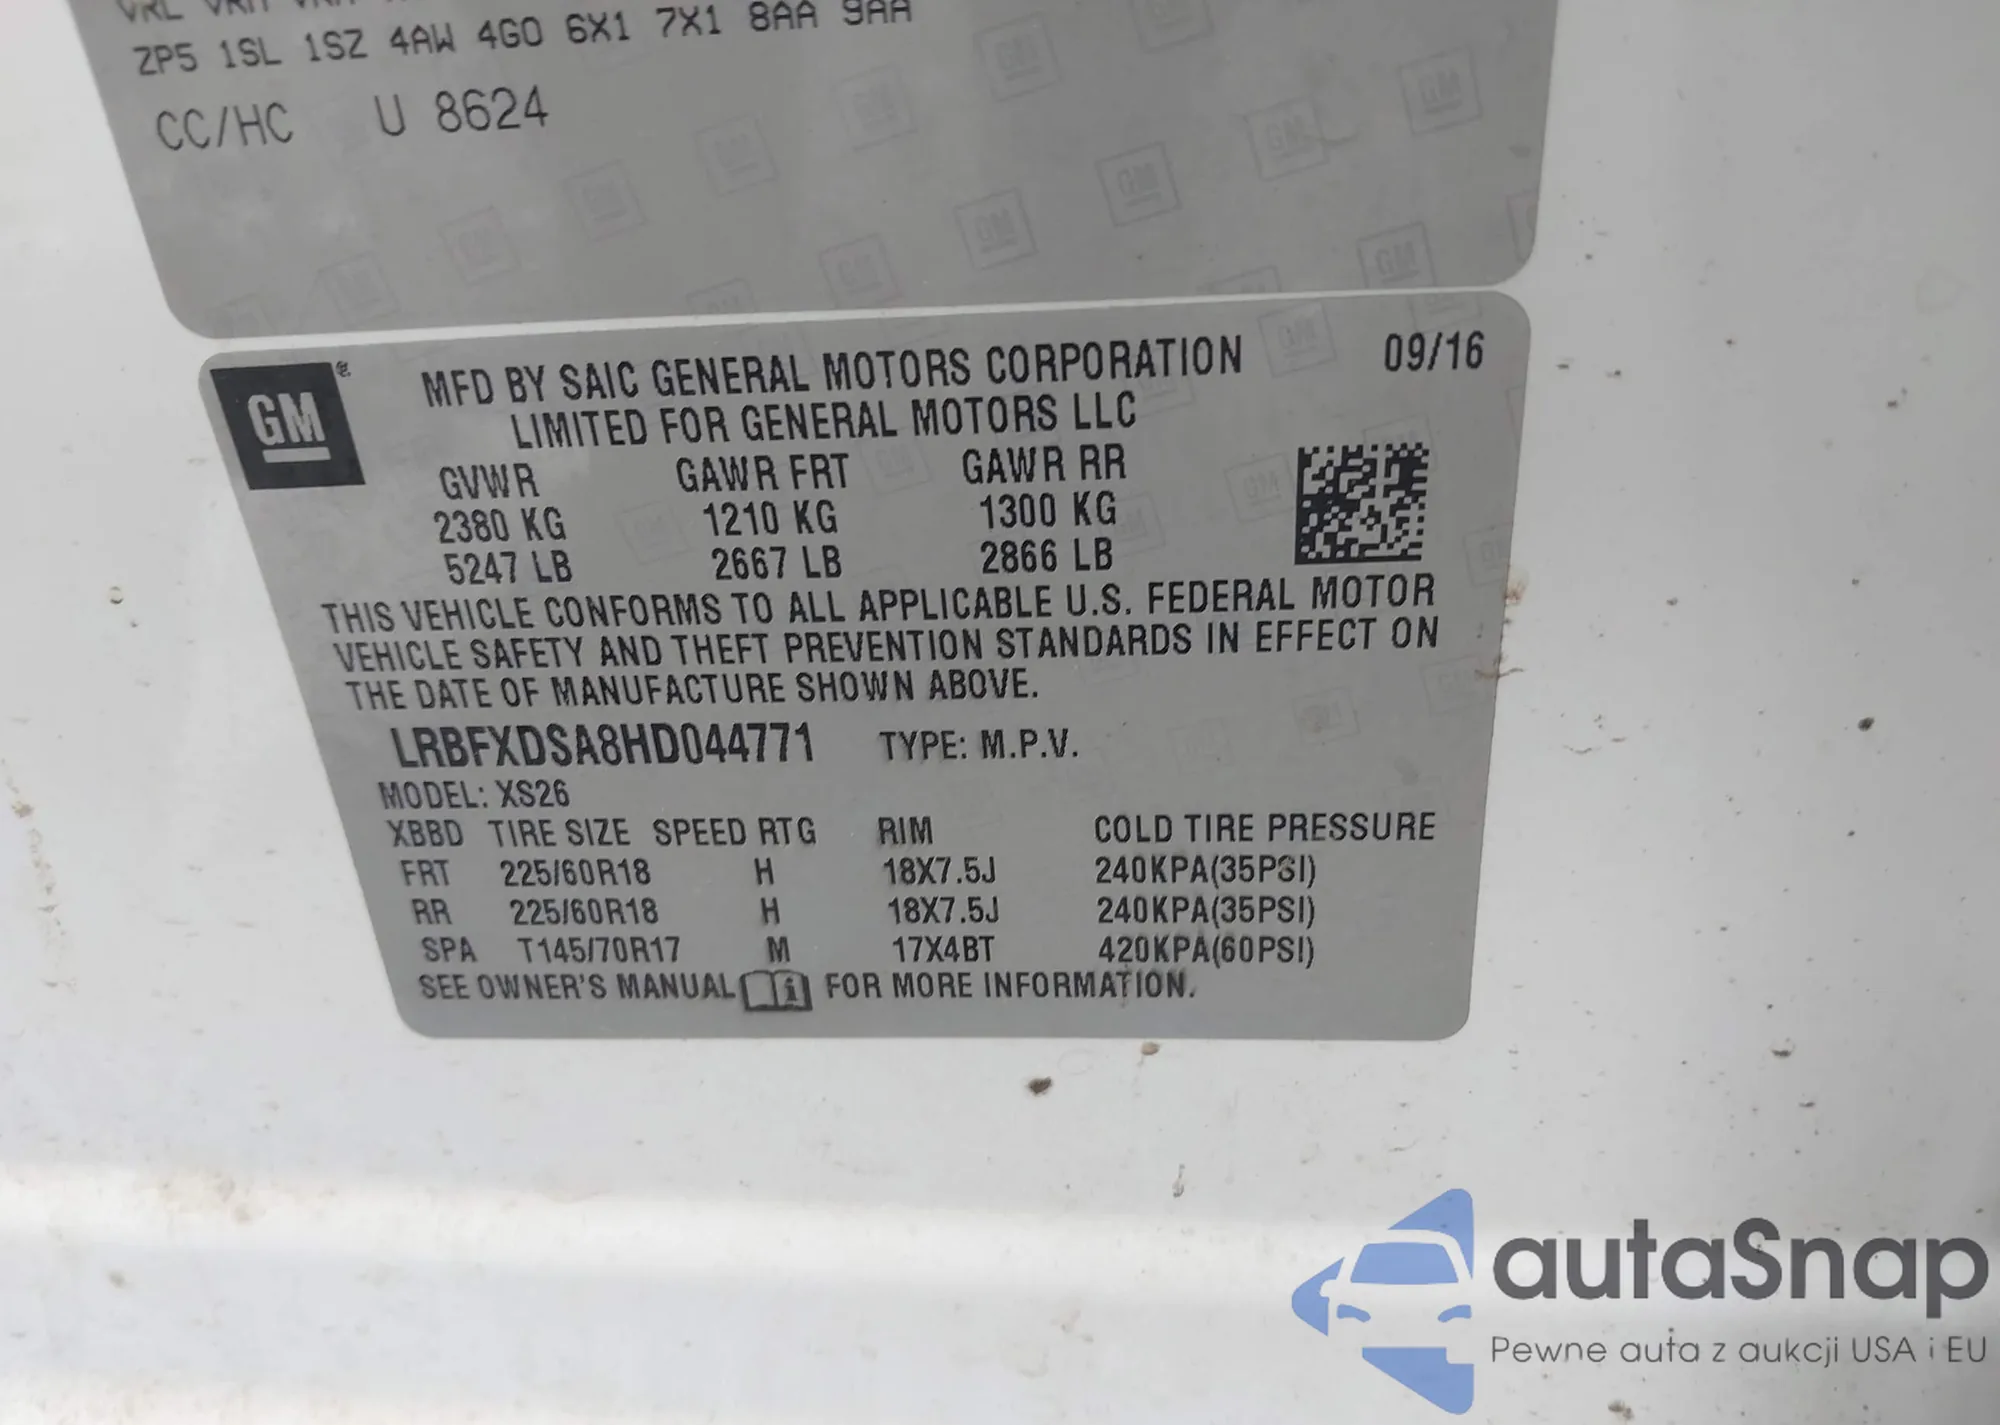 VRL
ZP5 1SL 1SZ 4AW 4G0 6X1 7X1 8AA 9AA
CC/HC U 8624
GM ®
MFD BY SAIC GENERAL MOTORS CORPORATION 09/16
LIMITED FOR GENERAL MOTORS LLC
GVWR GAWR FRT GAWR RR
2380 KG 1210 KG 1300 KG
5247 LB 2667 LB 2866 LB
THIS VEHICLE CONFORMS TO ALL APPLICABLE U.S. FEDERAL MOTOR
VEHICLE SAFETY AND THEFT PREVENTION STANDARDS IN EFFECT ON
THE DATE OF MANUFACTURE SHOWN ABOVE.
LRBFXDSA8HD044771 TYPE: M.P.V.
MODEL: XS26
XBBD TIRE SIZE SPEED RTG RIM COLD TIRE PRESSURE
FRT 225/60R18 H 18X7.5J 240KPA(35PSI)
RR 225/60R18 H 18X7.5J 240KPA(35PSI)
SPA T145/70R17 M 17X4BT 420KPA(60PSI)
SEE OWNER'S MANUAL FOR MORE INFORMATION.
autaSnap
Pewne auta z aukcji USA i EU